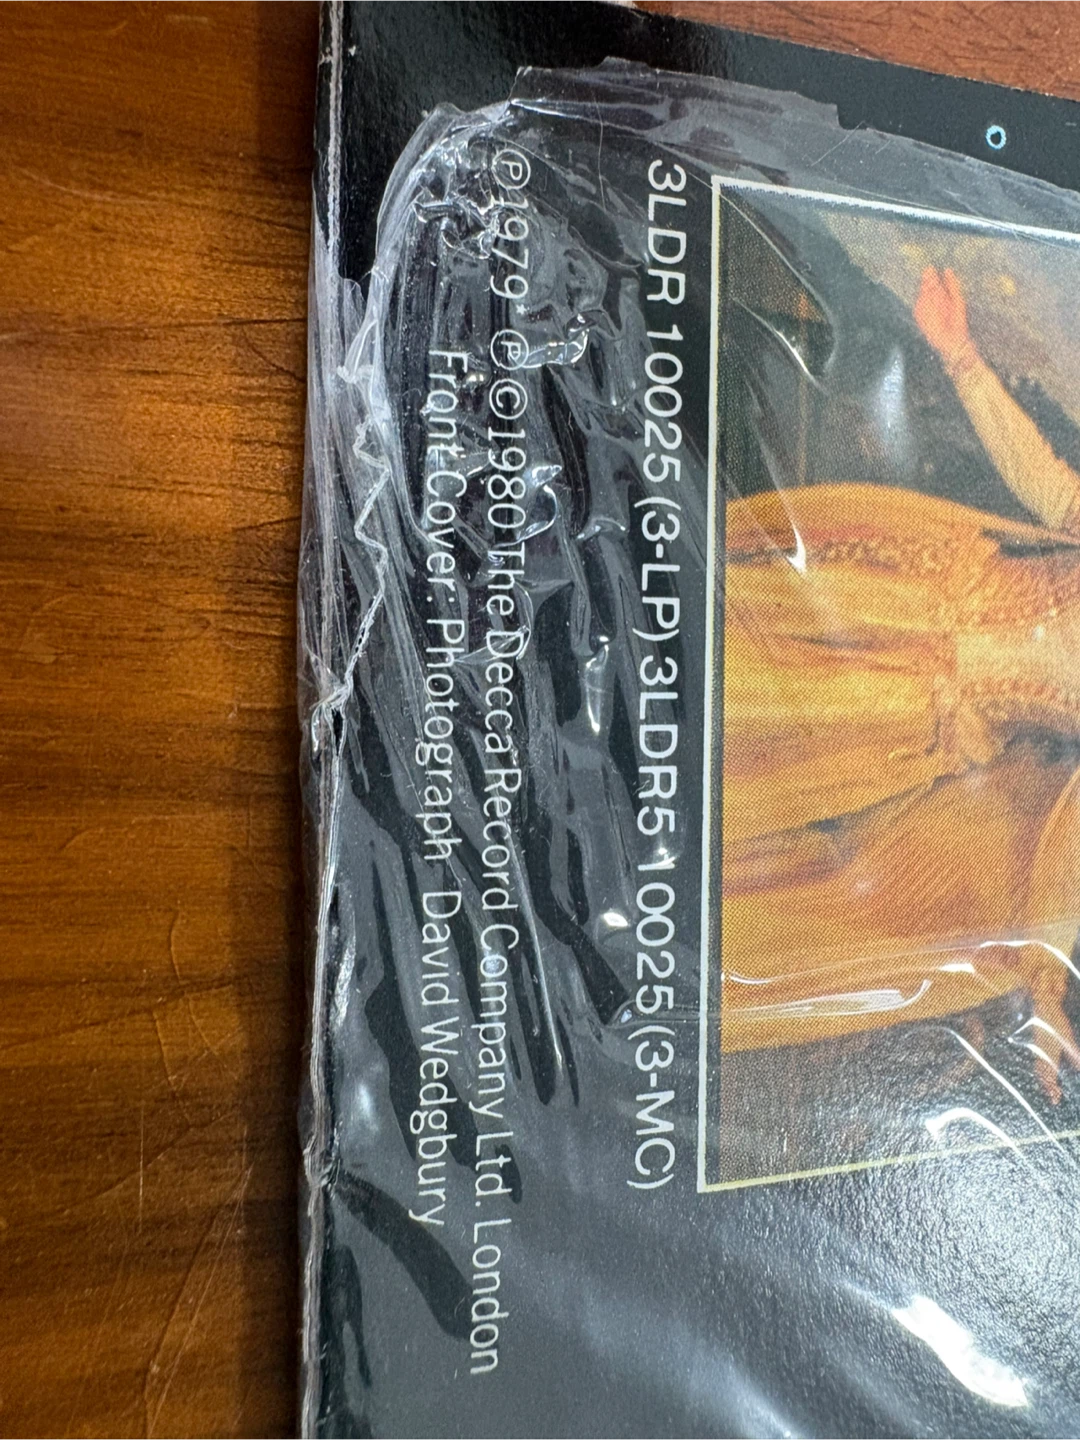 3LDR 10025 (3-LP) 3LDR5 10025 (3-MC)
Ⓟ 1979* Ⓟ © 1980 The Decca Record Company Ltd. London
Front Cover: Photograph David Wedgbury